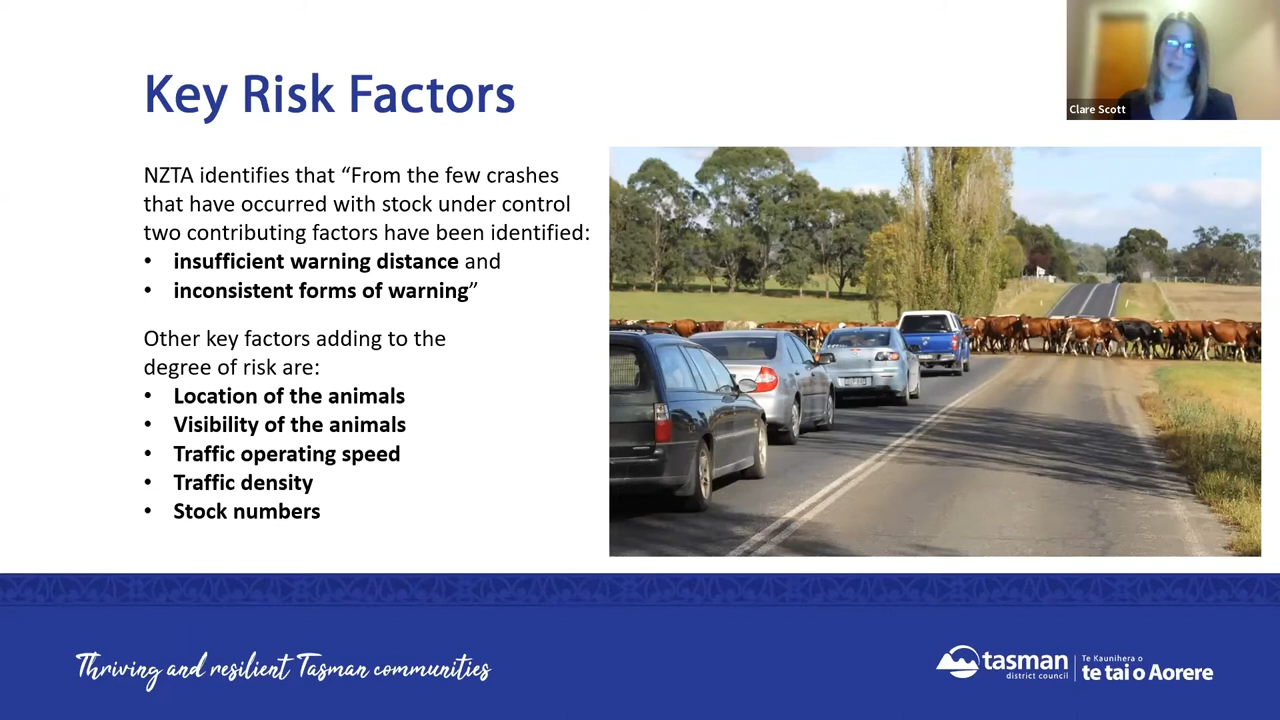 Key Risk Factors
Clare Scott
NZTA identifies that “From the few crashes
that have occurred with stock under control
two contributing factors have been identified:
• insufficient warning distance and
• inconsistent forms of warning”
Other key factors adding to the
degree of risk are:
• Location of the animals
• Visibility of the animals
• Traffic operating speed
• Traffic density
• Stock numbers
Thriving and resilient Tasman communities
tasman
district council
Te Kaunihera o
te tai o Aorere